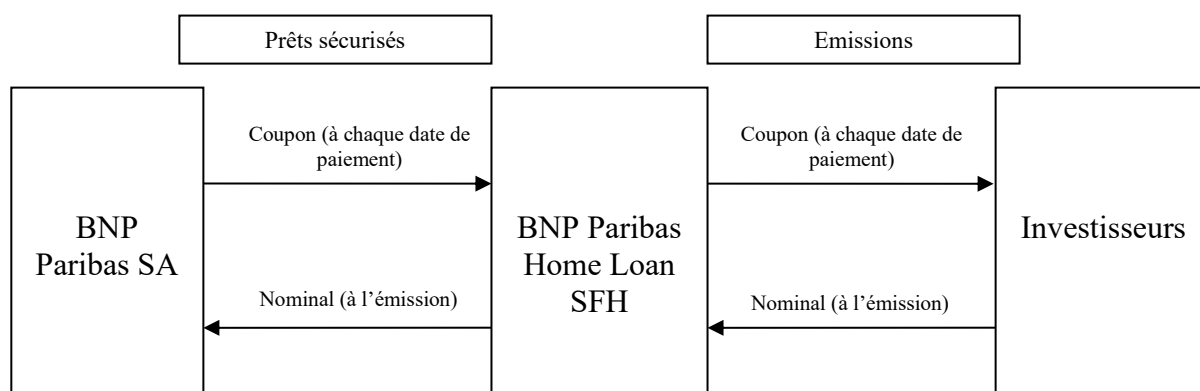 Prêts sécurisés
Emissions
Coupon (à chaque date de
paiement)
Coupon (à chaque date de
paiement)
BNP
Paribas SA
BNP Paribas
Home Loan
SFH
Investisseurs
Nominal (à l’émission)
Nominal (à l’émission)